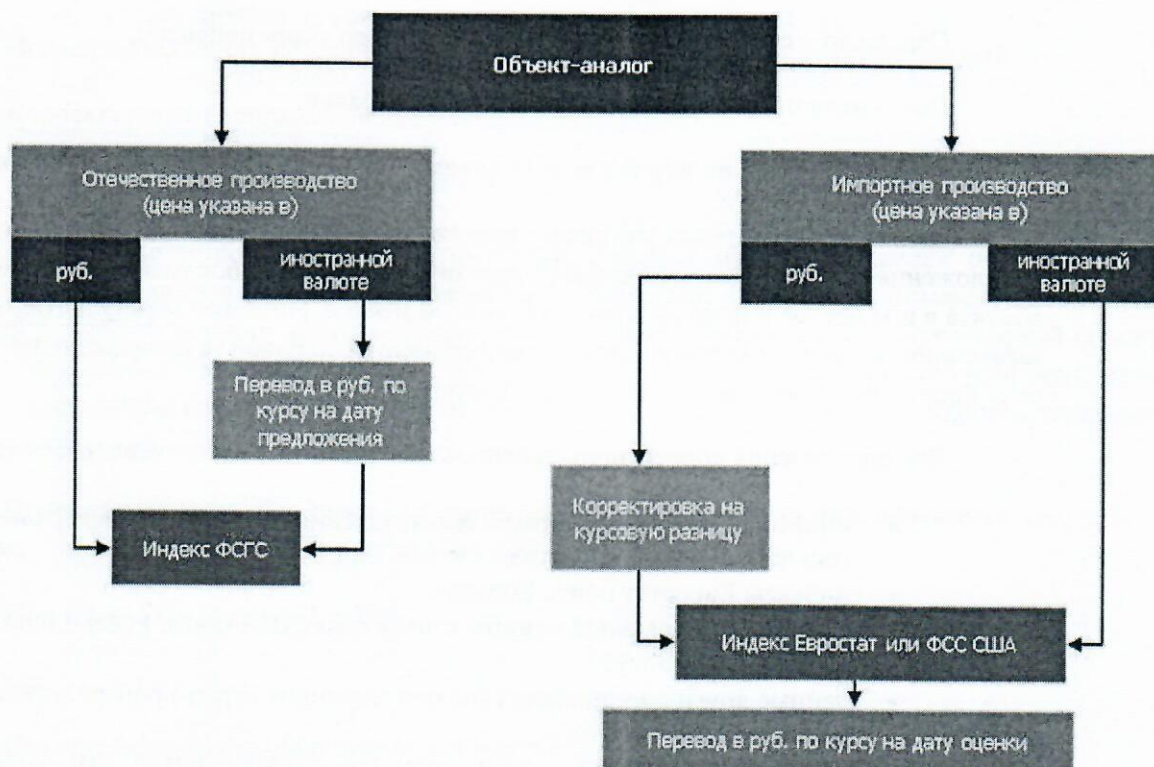 Объект-аналог
Отечественное производство
(цена указана в)
Импортное производство
(цена указана в)
руб.
иностранной
валюте
руб.
иностранной
валюте
Перевод в руб. по
курсу на дату
предложения
Корректировка на
курсовую разницу
Индекс ФСГС
Индекс Евростат или ФСС США
Перевод в руб. по курсу на дату оценки